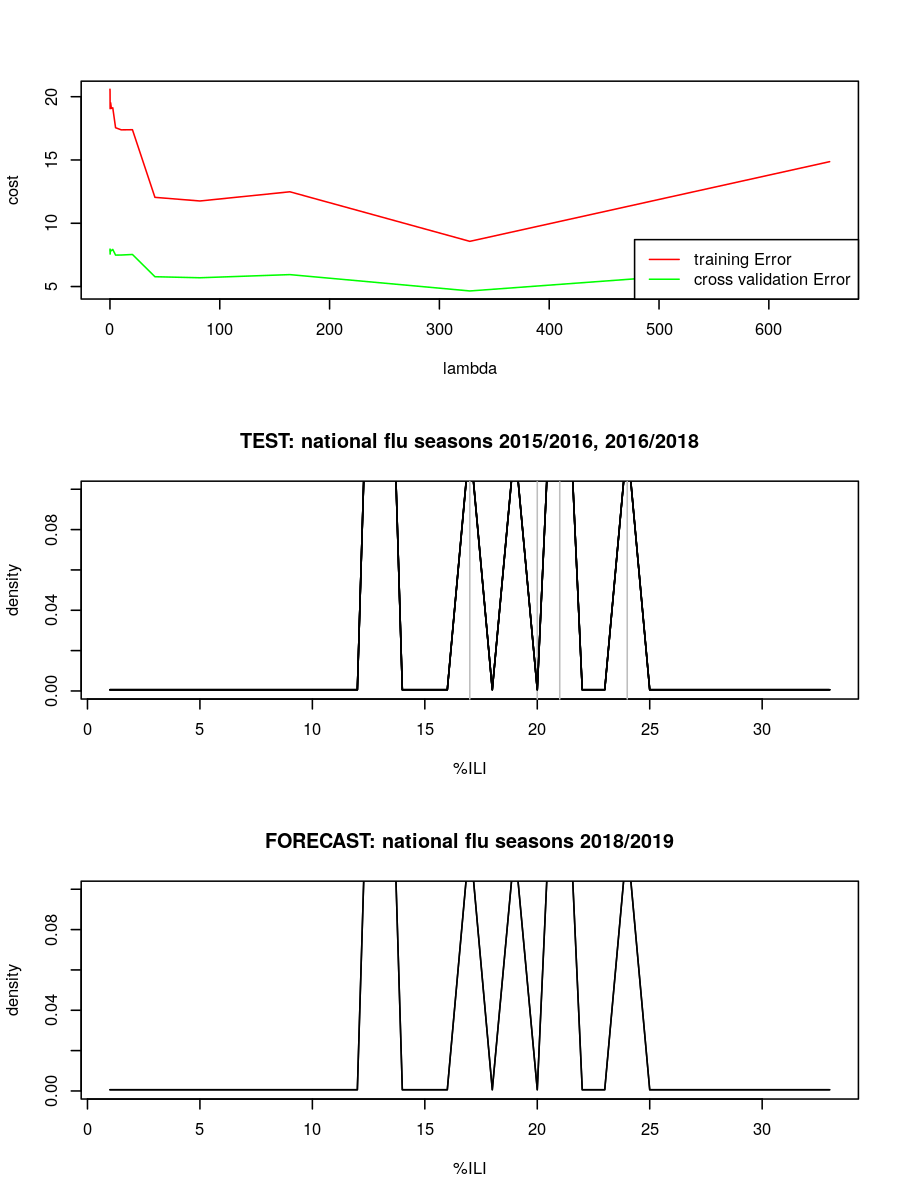 cost
20
15
10
5
training Error
cross validation Error
0 100 200 300 400 500 600
lambda
TEST: national flu seasons 2015/2016, 2016/2018
density
0.08
0.04
0.00
0 5 10 15 20 25 30
%ILI
FORECAST: national flu seasons 2018/2019
density
0.08
0.04
0.00
0 5 10 15 20 25 30
%ILI